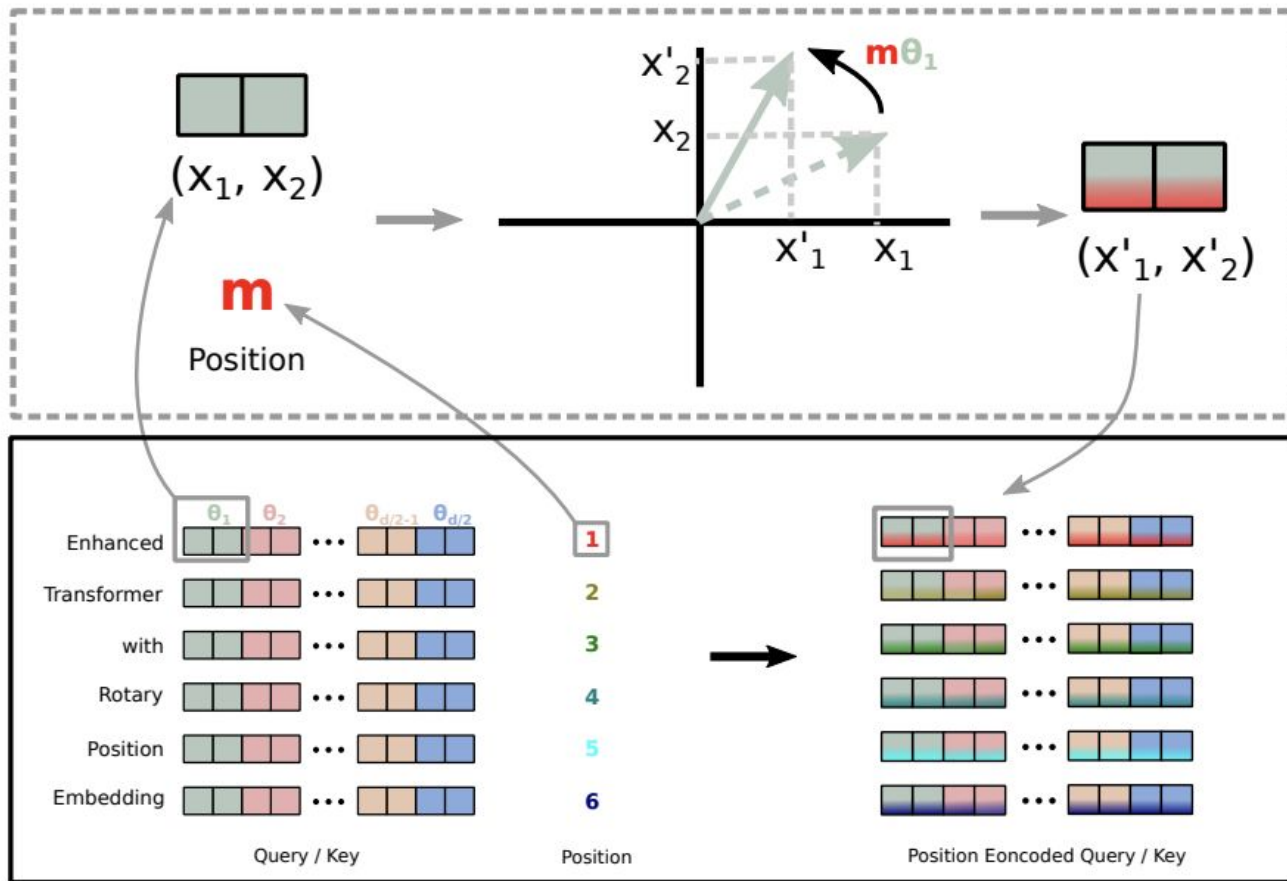 x'₂
mθ₁
x₂
(x₁, x₂)
x'₁
x₁
(x'₁, x'₂)
m
Position
θ₁ θ₂ θd/2-1 θd/2
Enhanced ••• 1 •••
Transformer ••• 2 •••
with ••• 3 •••
Rotary ••• 4 •••
Position ••• 5 •••
Embedding ••• 6 •••
Query / Key Position Position Eoncoded Query / Key